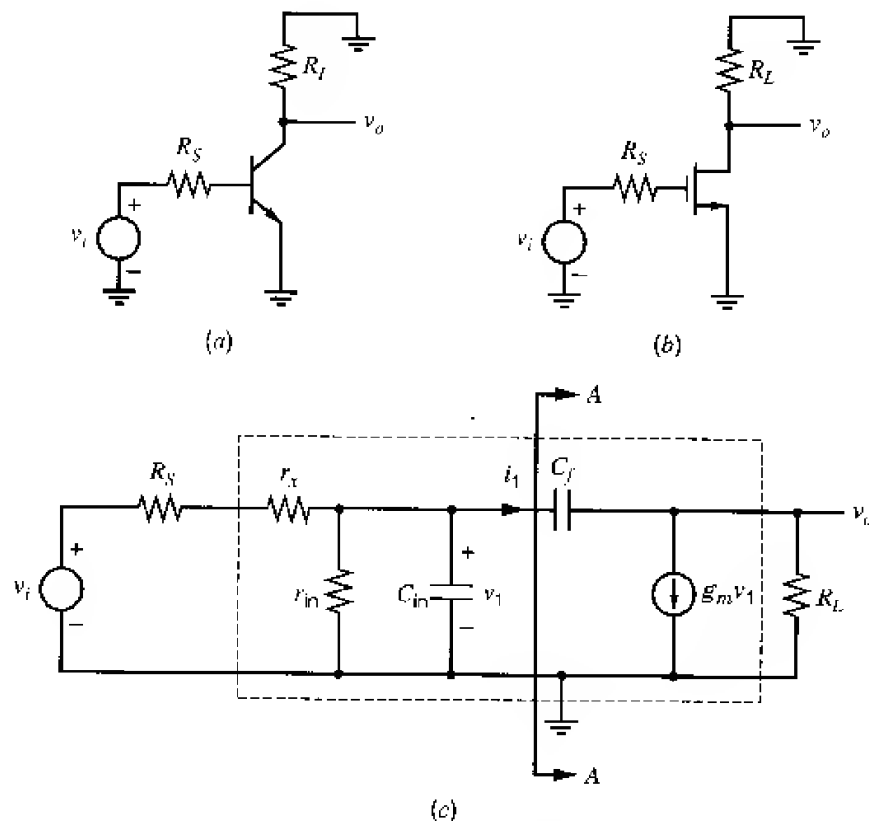 R_I
R_L
v_o
v_o
R_S
R_S
+
+
v_i
v_i
−
−
(a)
(b)
A
R_S
r_x
i_1
C_f
v_o
+
+
v_i
r_in
C_in
v_1
g_m v_1
R_L
−
−
A
(c)